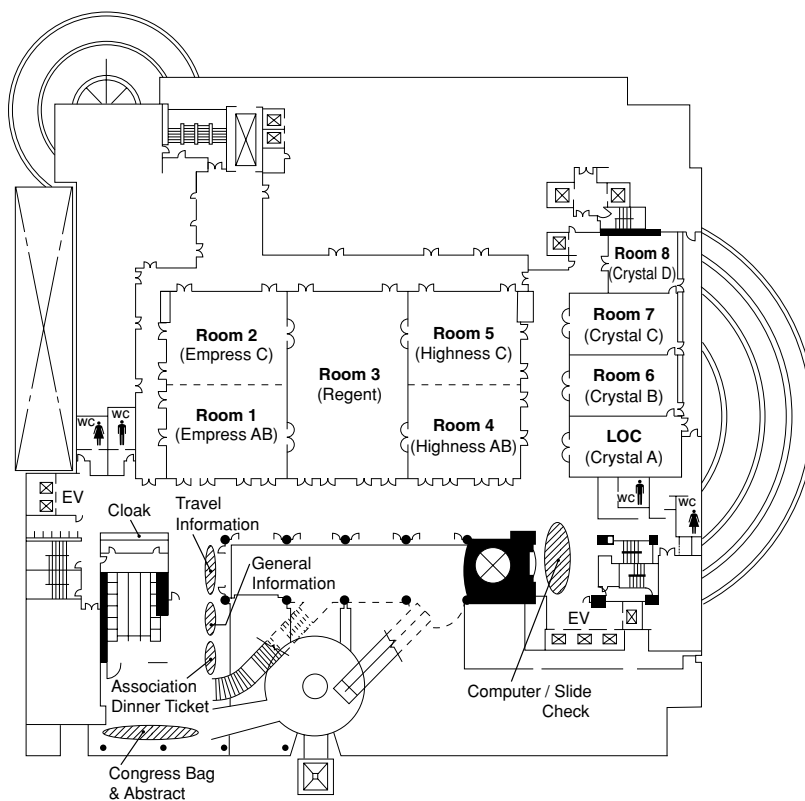 Room 8
(Crystal D)
Room 7
(Crystal C)
Room 2
(Empress C)
Room 5
(Highness C)
Room 3
(Regent)
Room 6
(Crystal B)
Room 1
(Empress AB)
Room 4
(Highness AB)
LOC
(Crystal A)
WC
WC
WC
WC
EV
Cloak
Travel
Information
General
Information
EV
Association
Dinner Ticket
Computer / Slide
Check
Congress Bag
& Abstract